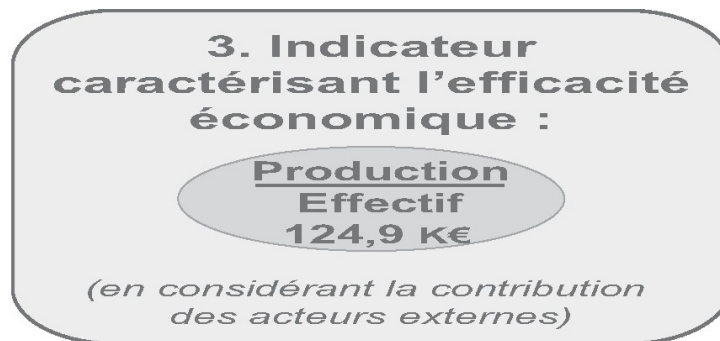 3. Indicateur
caractérisant l’efficacité
économique :
Production
Effectif
124,9 K€
(en considérant la contribution
des acteurs externes)